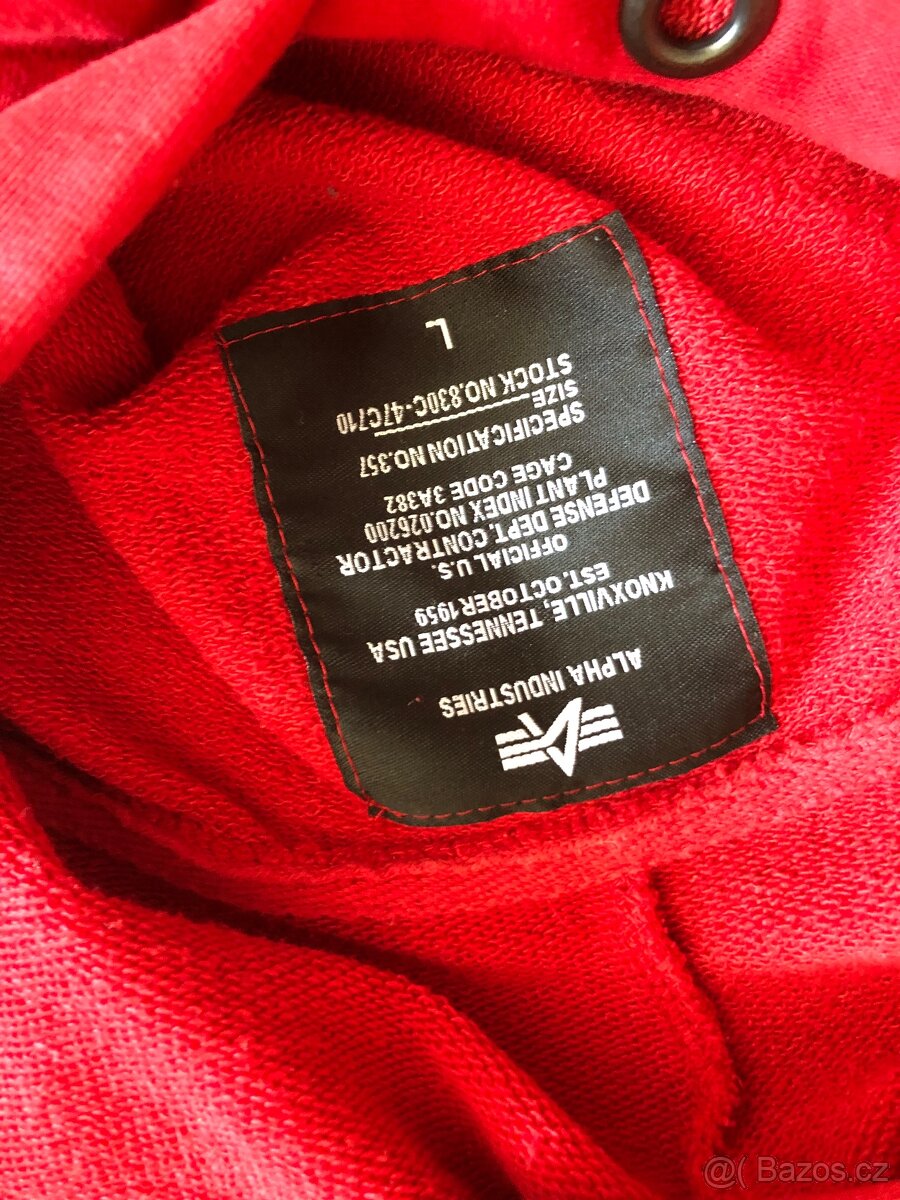 ALPHA INDUSTRIES
KNOXVILLE, TENNESSEE USA
EST. OCTOBER 1959
OFFICIAL U.S.
DEFENSE DEPT. CONTRACTOR
PLANT INDEX NO.026200
CAGE CODE 3A382
SPECIFICATION NO.357
SIZE
STOCK NO.830C-47C710
L
@( Bazos.cz